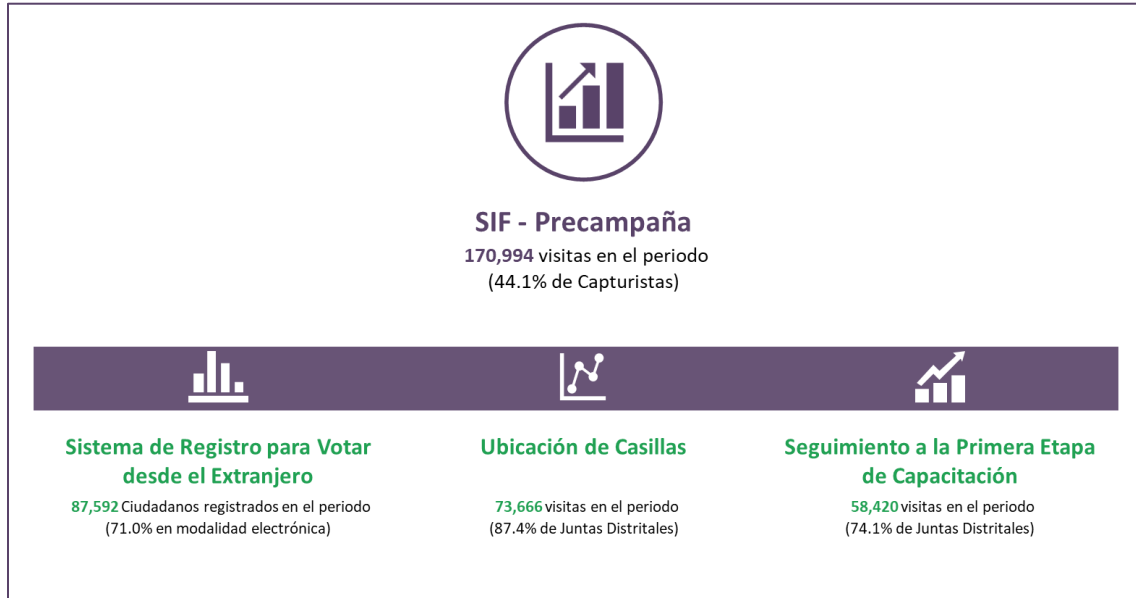 SIF - Precampaña
170,994 visitas en el periodo
(44.1% de Capturistas)
Sistema de Registro para Votar
desde el Extranjero
87,592 Ciudadanos registrados en el periodo
(71.0% en modalidad electrónica)
Ubicación de Casillas
73,666 visitas en el periodo
(87.4% de Juntas Distritales)
Seguimiento a la Primera Etapa
de Capacitación
58,420 visitas en el periodo
(74.1% de Juntas Distritales)